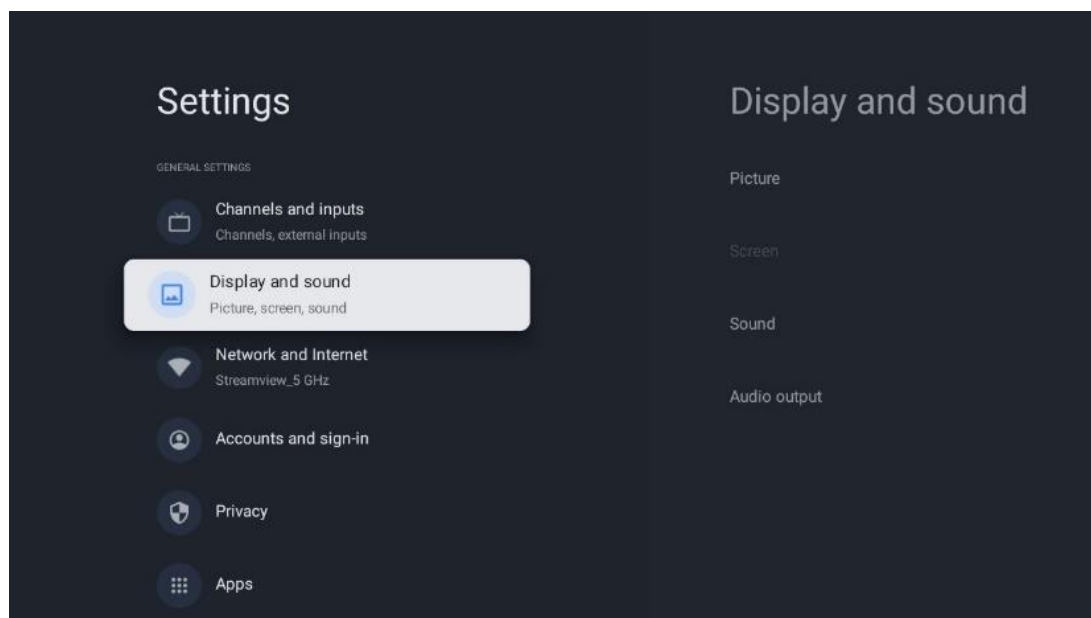 Settings
GENERAL SETTINGS
Channels and inputs
Channels, external inputs
Display and sound
Picture, screen, sound
Network and Internet
Streamview_5 GHz
Accounts and sign-in
Privacy
Apps
Display and sound
Picture
Screen
Sound
Audio output